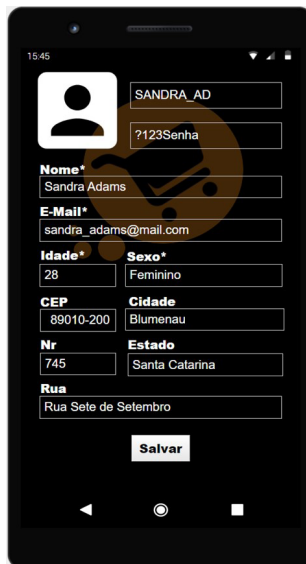 15:45
SANDRA_AD
?123Senha
Nome*
Sandra Adams
E-Mail*
sandra_adams@mail.com
Idade* Sexo*
28 Feminino
CEP Cidade
89010-200 Blumenau
Nr Estado
745 Santa Catarina
Rua
Rua Sete de Setembro
Salvar